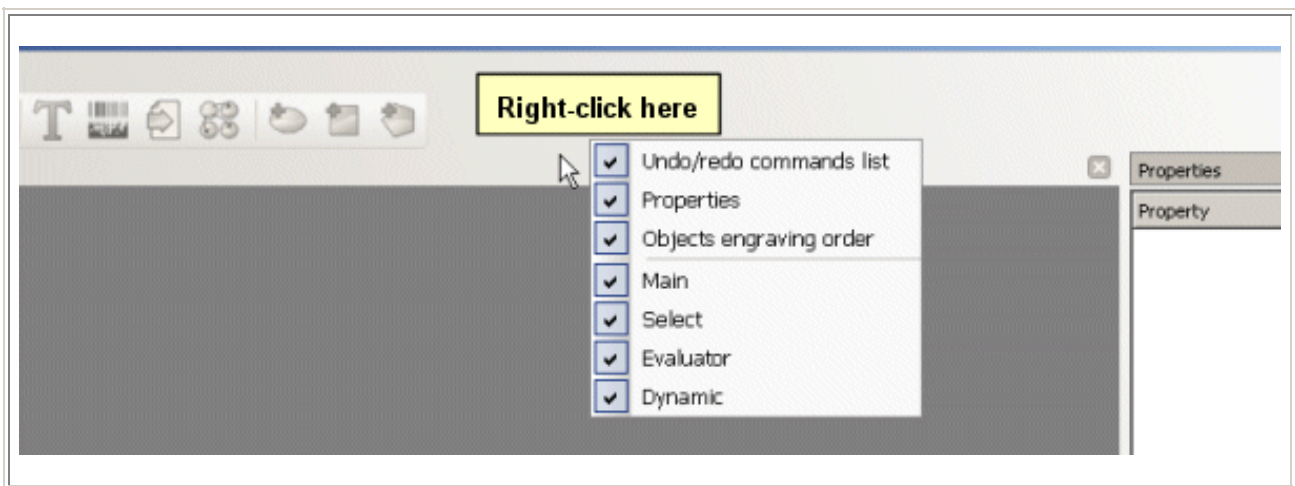 Right-click here
Undo/redo commands list
Properties
Objects engraving order
Main
Select
Evaluator
Dynamic
Properties
Property